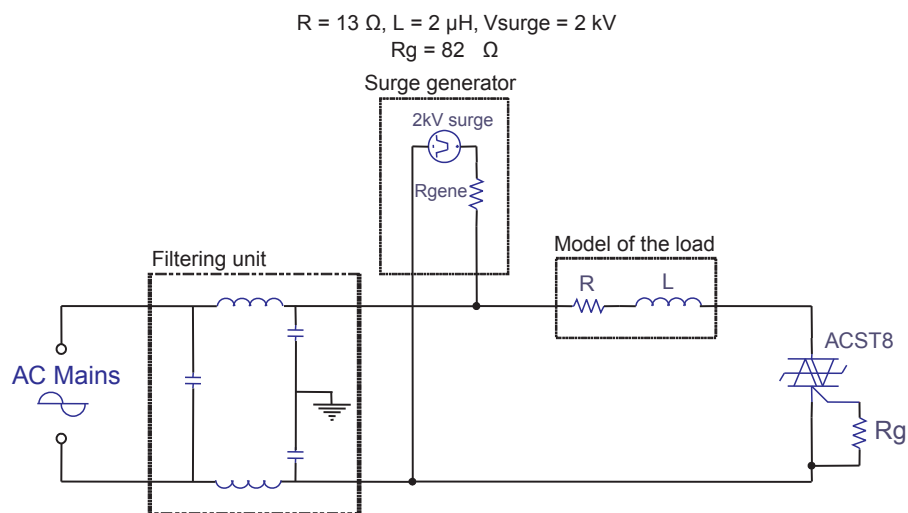 R = 13 Ω, L = 2 µH, Vsurge = 2 kV
Rg = 82 Ω
Surge generator
2kV surge
Rgene
Filtering unit
Model of the load
R
L
ACST8
AC Mains
Rg